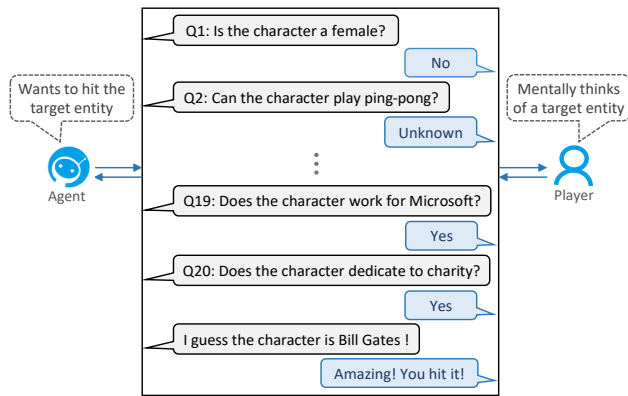 Q1: Is the character a female?
No
Wants to hit the
target entity
Mentally thinks
of a target entity
Q2: Can the character play ping-pong?
Unknown
Agent
Player
Q19: Does the character work for Microsoft?
Yes
Q20: Does the character dedicate to charity?
Yes
I guess the character is Bill Gates !
Amazing! You hit it!